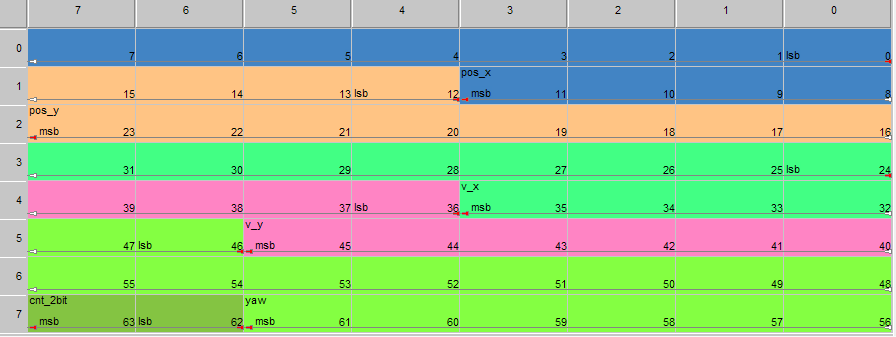 7 6 5 4 3 2 1 0
0 7 6 5 4 3 2 1 lsb 0
pos_x
1 15 14 13 lsb 12 msb 11 10 9 8
pos_y
2 msb 23 22 21 20 19 18 17 16
3 31 30 29 28 27 26 25 lsb 24
v_x
4 39 38 37 lsb 36 msb 35 34 33 32
v_y
5 47 lsb 46 msb 45 44 43 42 41 40
6 55 54 53 52 51 50 49 48
cnt_2bit yaw
7 msb 63 lsb 62 msb 61 60 59 58 57 56